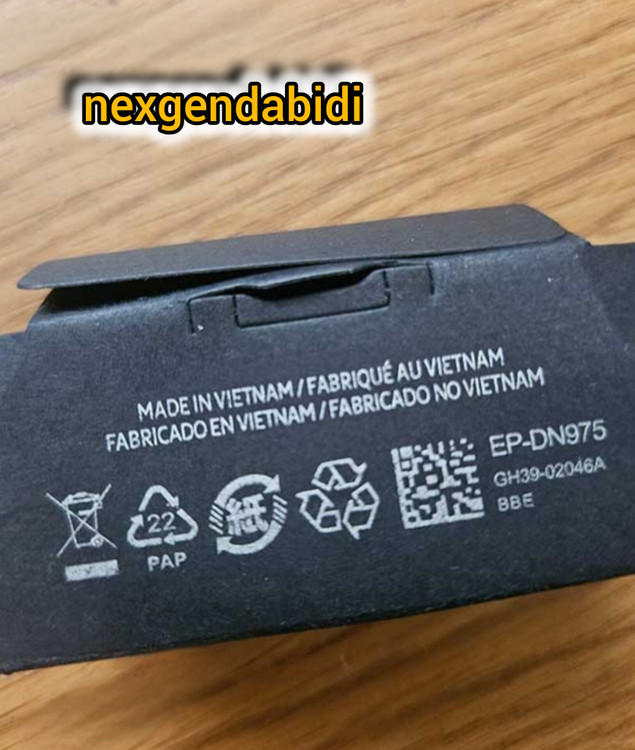 nexgendabidi
MADE IN VIETNAM / FABRIQUÉ AU VIETNAM
FABRICADO EN VIETNAM / FABRICADO NO VIETNAM
22
PAP
紙
EP-DN975
GH39-02046A
BBE